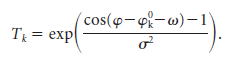 T_k = exp( (cos(φ−φ_k^0−ω)−1) / σ^2 ).